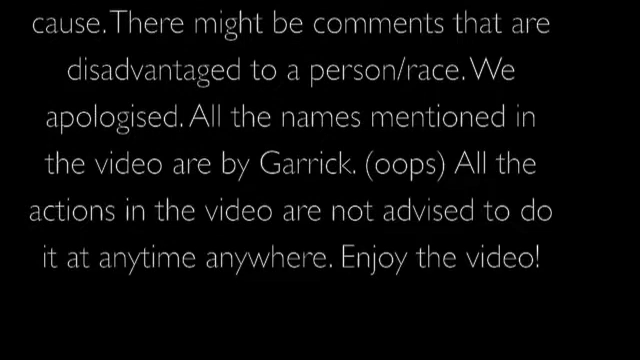 cause. There might be comments that are
disadvantaged to a person/race. We
apologised. All the names mentioned in
the video are by Garrick. (oops) All the
actions in the video are not advised to do
it at anytime anywhere. Enjoy the video!